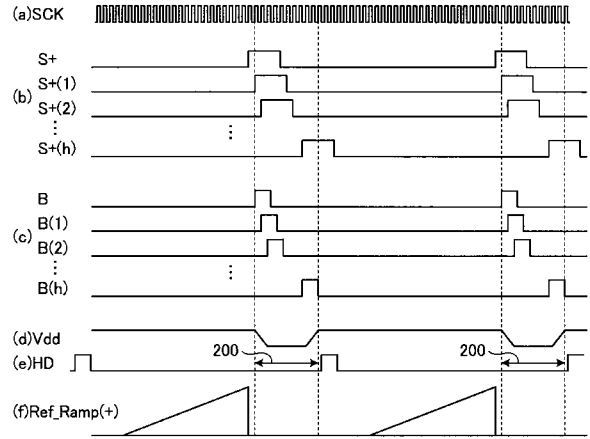 (a)SCK
S+
S+(1)
(b)
S+(2)
S+(h)
B
B(1)
(c)
B(2)
B(h)
(d)Vdd
200
200
(e)HD
(f)Ref_Ramp(+)